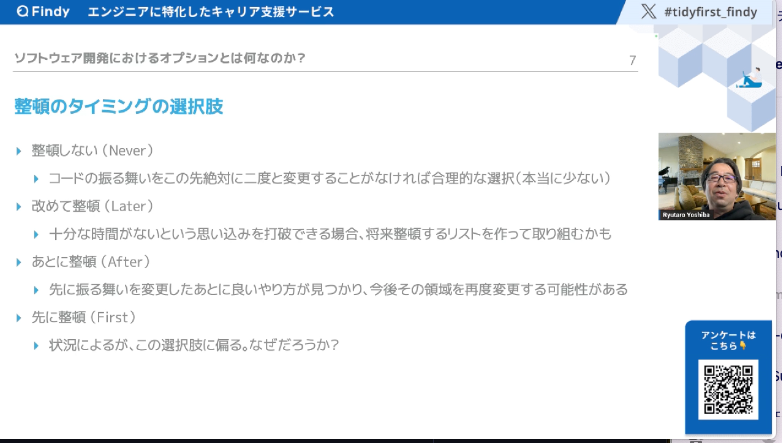 Findy エンジニアに特化したキャリア支援サービス
#tidyfirst_findy
ソフトウェア開発におけるオプションとは何なのか？
7
整頓のタイミングの選択肢
整頓しない（Never）
コードの振る舞いをこの先絶対に二度と変更することがなければ合理的な選択（本当に少ない）
改めて整頓（Later）
十分な時間がないという思い込みを打破できる場合、将来整頓するリストを作って取り組むかも
あとに整頓（After）
先に振る舞いを変更したあとに良いやり方が見つかり、今後その領域を再度変更する可能性がある
先に整頓（First）
状況によるが、この選択肢に偏る。なぜだろうか？
Ryutaro Yoshiba
アンケートは
こちら👇